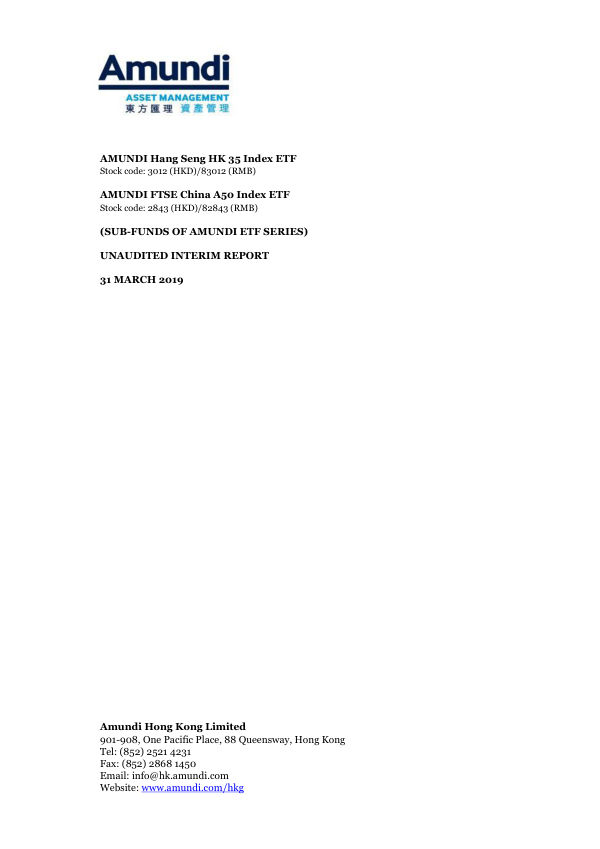 Amundi
ASSET MANAGEMENT
東方匯理 資產管理
AMUNDI Hang Seng HK 35 Index ETF
Stock code: 3012 (HKD)/83012 (RMB)
AMUNDI FTSE China A50 Index ETF
Stock code: 2843 (HKD)/82843 (RMB)
(SUB-FUNDS OF AMUNDI ETF SERIES)
UNAUDITED INTERIM REPORT
31 MARCH 2019
Amundi Hong Kong Limited
901-908, One Pacific Place, 88 Queensway, Hong Kong
Tel: (852) 2521 4231
Fax: (852) 2868 1450
Email: info@hk.amundi.com
Website: www.amundi.com/hkg